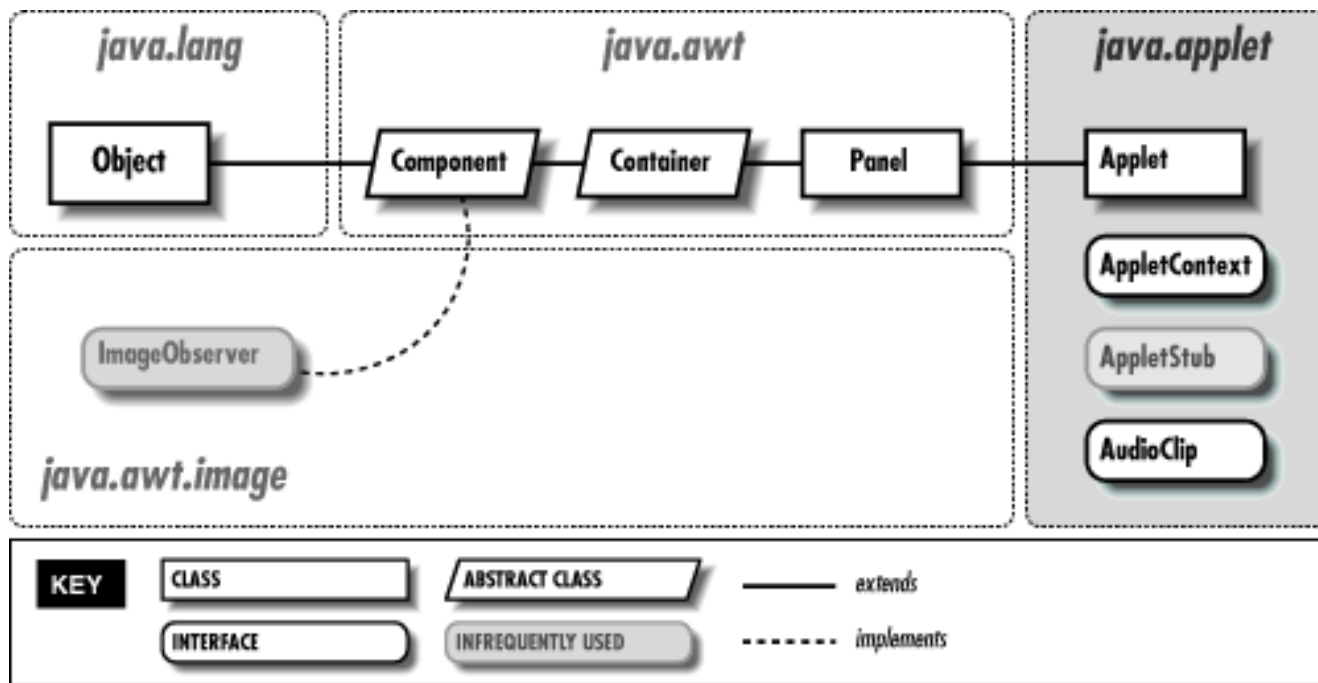 java.lang
java.awt
java.applet
Object
Component
Container
Panel
Applet
AppletContext
ImageObserver
AppletStub
AudioClip
java.awt.image
KEY
CLASS
ABSTRACT CLASS
extends
INTERFACE
INFREQUENTLY USED
implements